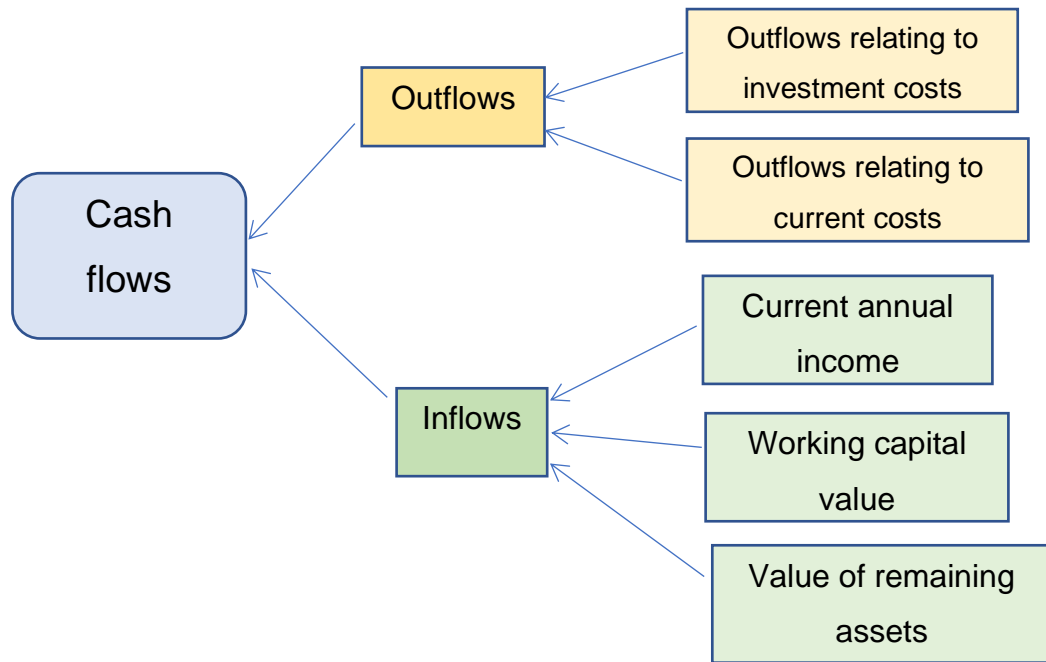 Cash
flows
Outflows
Outflows relating to
investment costs
Outflows relating to
current costs
Inflows
Current annual
income
Working capital
value
Value of remaining
assets